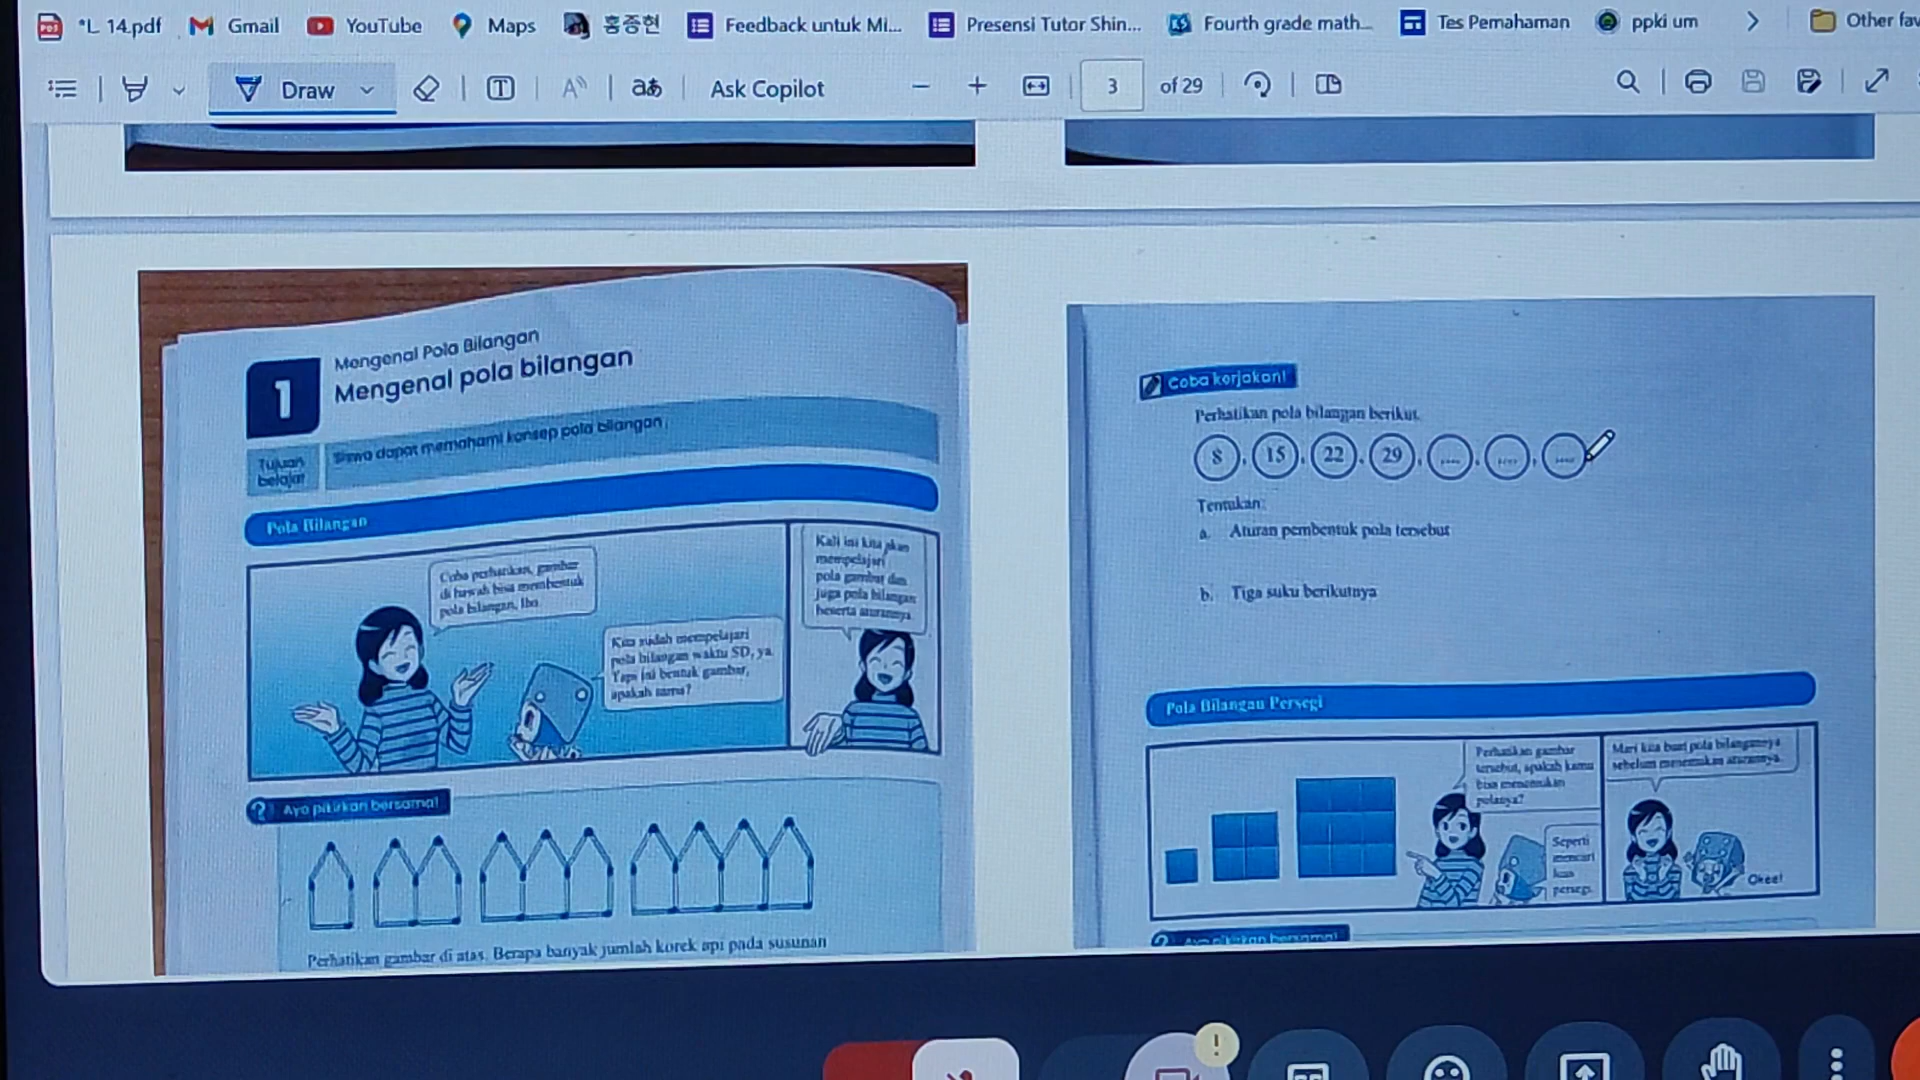 *L 14.pdf
Gmail
YouTube
Maps
홍종현
Feedback untuk Mi...
Presensi Tutor Shin...
Fourth grade math...
Tes Pemahaman
ppki um
Other fav
Draw
aあ
Ask Copilot
3
of 29
1
Mengenal Pola Bilangan
Mengenal pola bilangan
Tujuan
belajar
Siswa dapat memahami konsep pola bilangan
Pola Bilangan
Coba perhatikan, gambar
di bawah bisa membentuk
pola bilangan, lho.
Kita sudah mempelajari
pola bilangan waktu SD, ya.
Tapi ini bentuk gambar,
apakah sama?
Kali ini kita akan
mempelajari
pola gambar dan
juga pola bilangan
beserta aturannya.
? Ayo pikirkan bersama!
Perhatikan gambar di atas. Berapa banyak jumlah korek api pada susunan
Coba kerjakan!
Perhatikan pola bilangan berikut.
8, 15, 22, 29, ...., ...., ....
Tentukan:
a. Aturan pembentuk pola tersebut
b. Tiga suku berikutnya
Pola Bilangan Persegi
Perhatikan gambar
tersebut, apakah kamu
bisa menemukan
polanya?
Seperti
mencari
luas
persegi.
Mari kita buat pola bilangannya
sebelum menemukan aturannya.
Okee!
? Ayo pikirkan bersama!